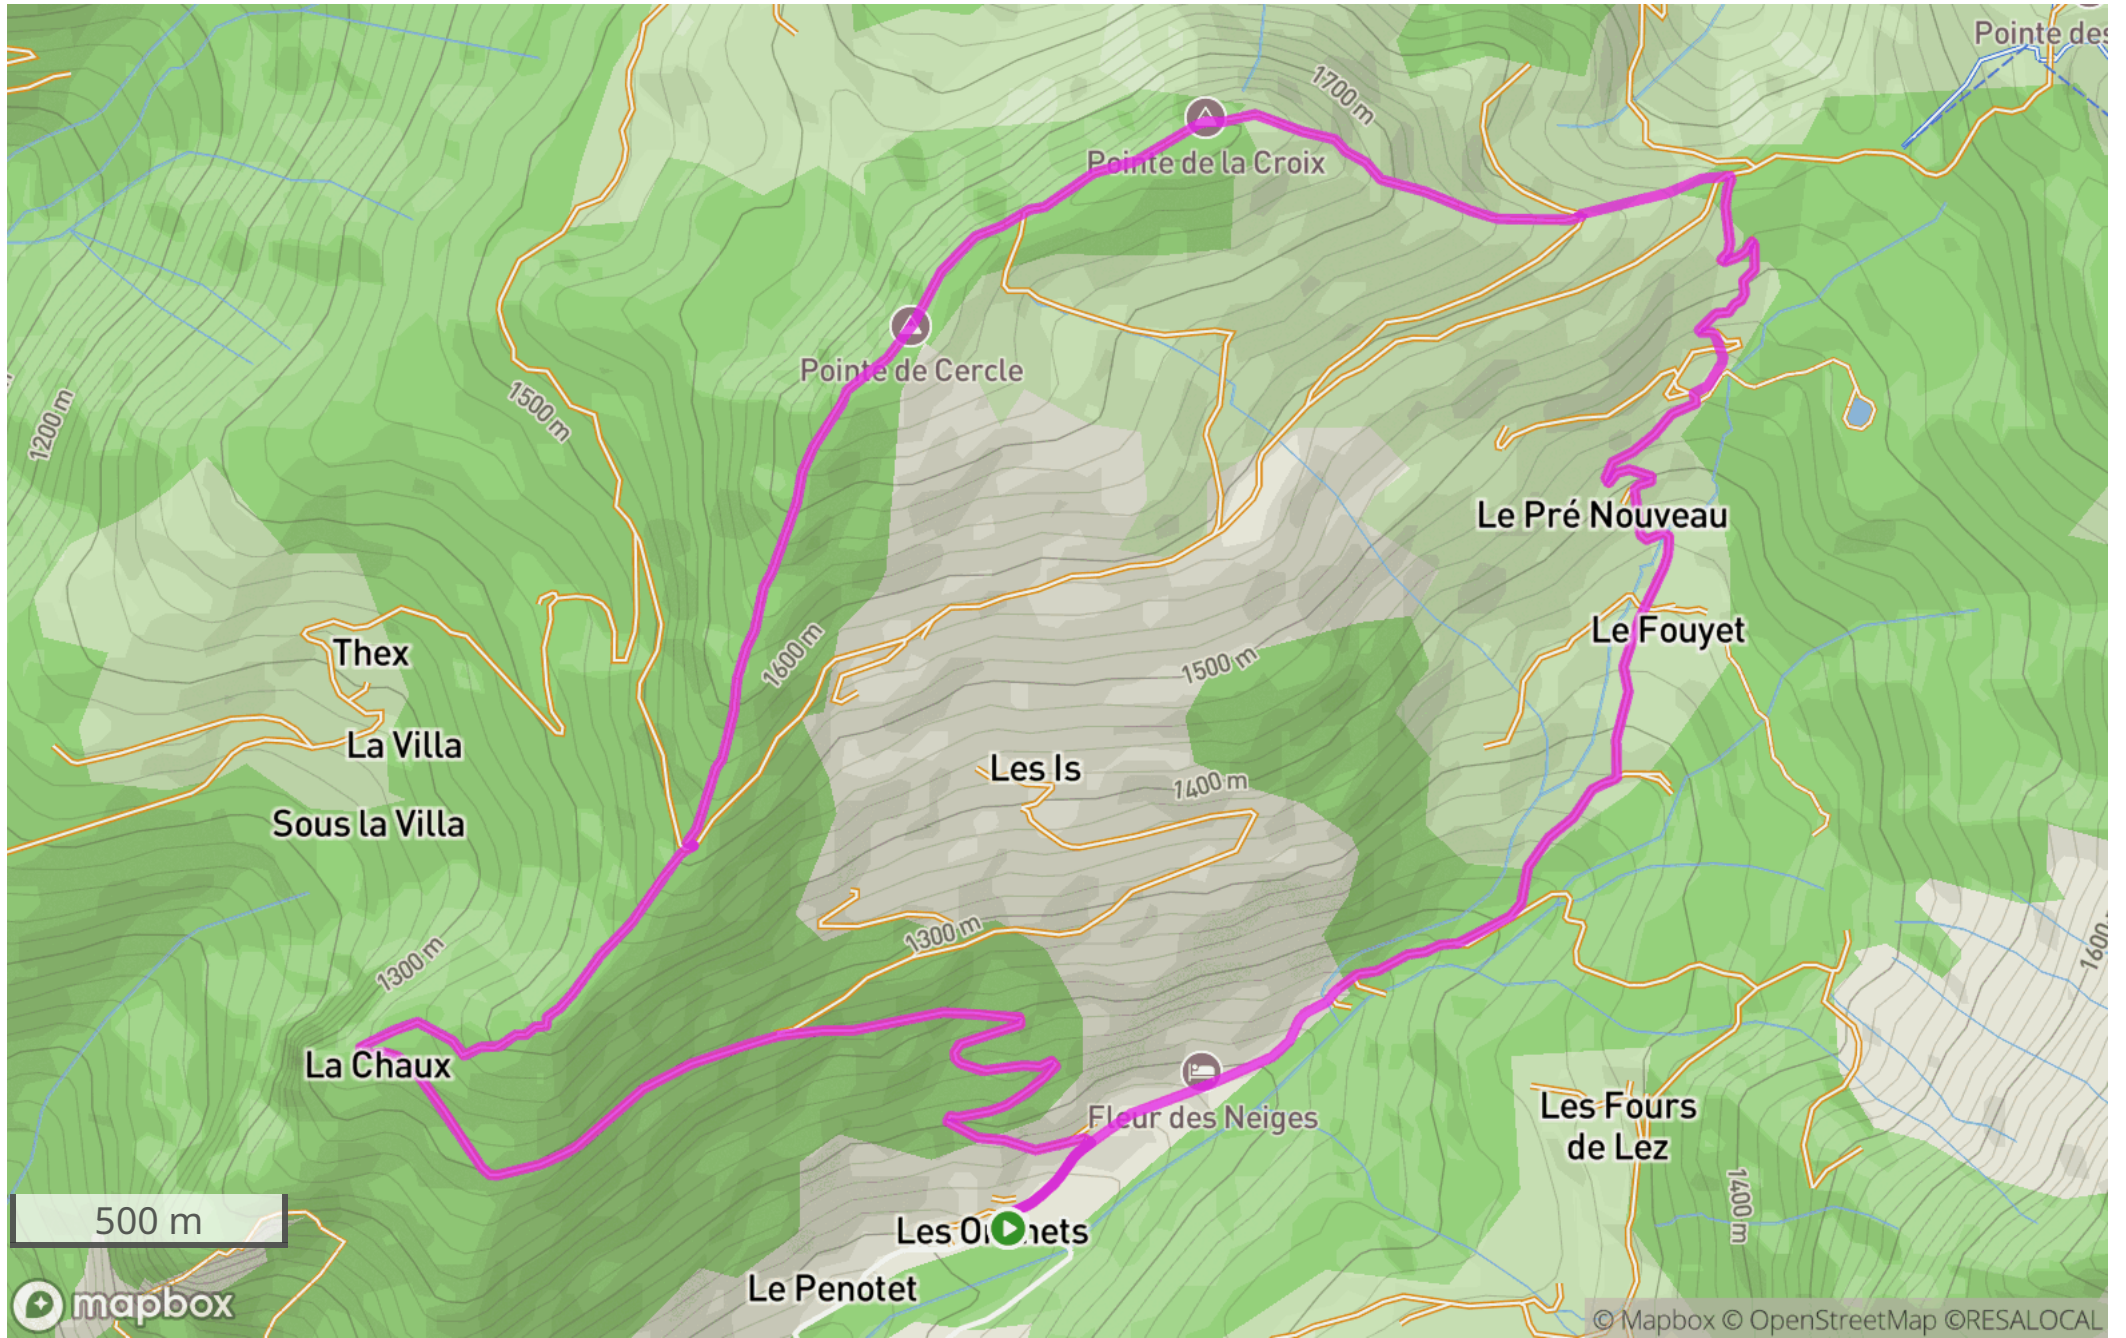 Pointe des
1700 m
Pointe de la Croix
Pointe de Cercle
1500 m
1200 m
Le Pré Nouveau
Le Fouyet
Thex
1600 m
1500 m
La Villa
Les Is
1400 m
Sous la Villa
1300 m
1300 m
1600
La Chaux
Fleur des Neiges
Les Fours
de Lez
1400 m
500 m
Les O
nets
Le Penotet
mapbox
© Mapbox © OpenStreetMap ©RESALOCAL